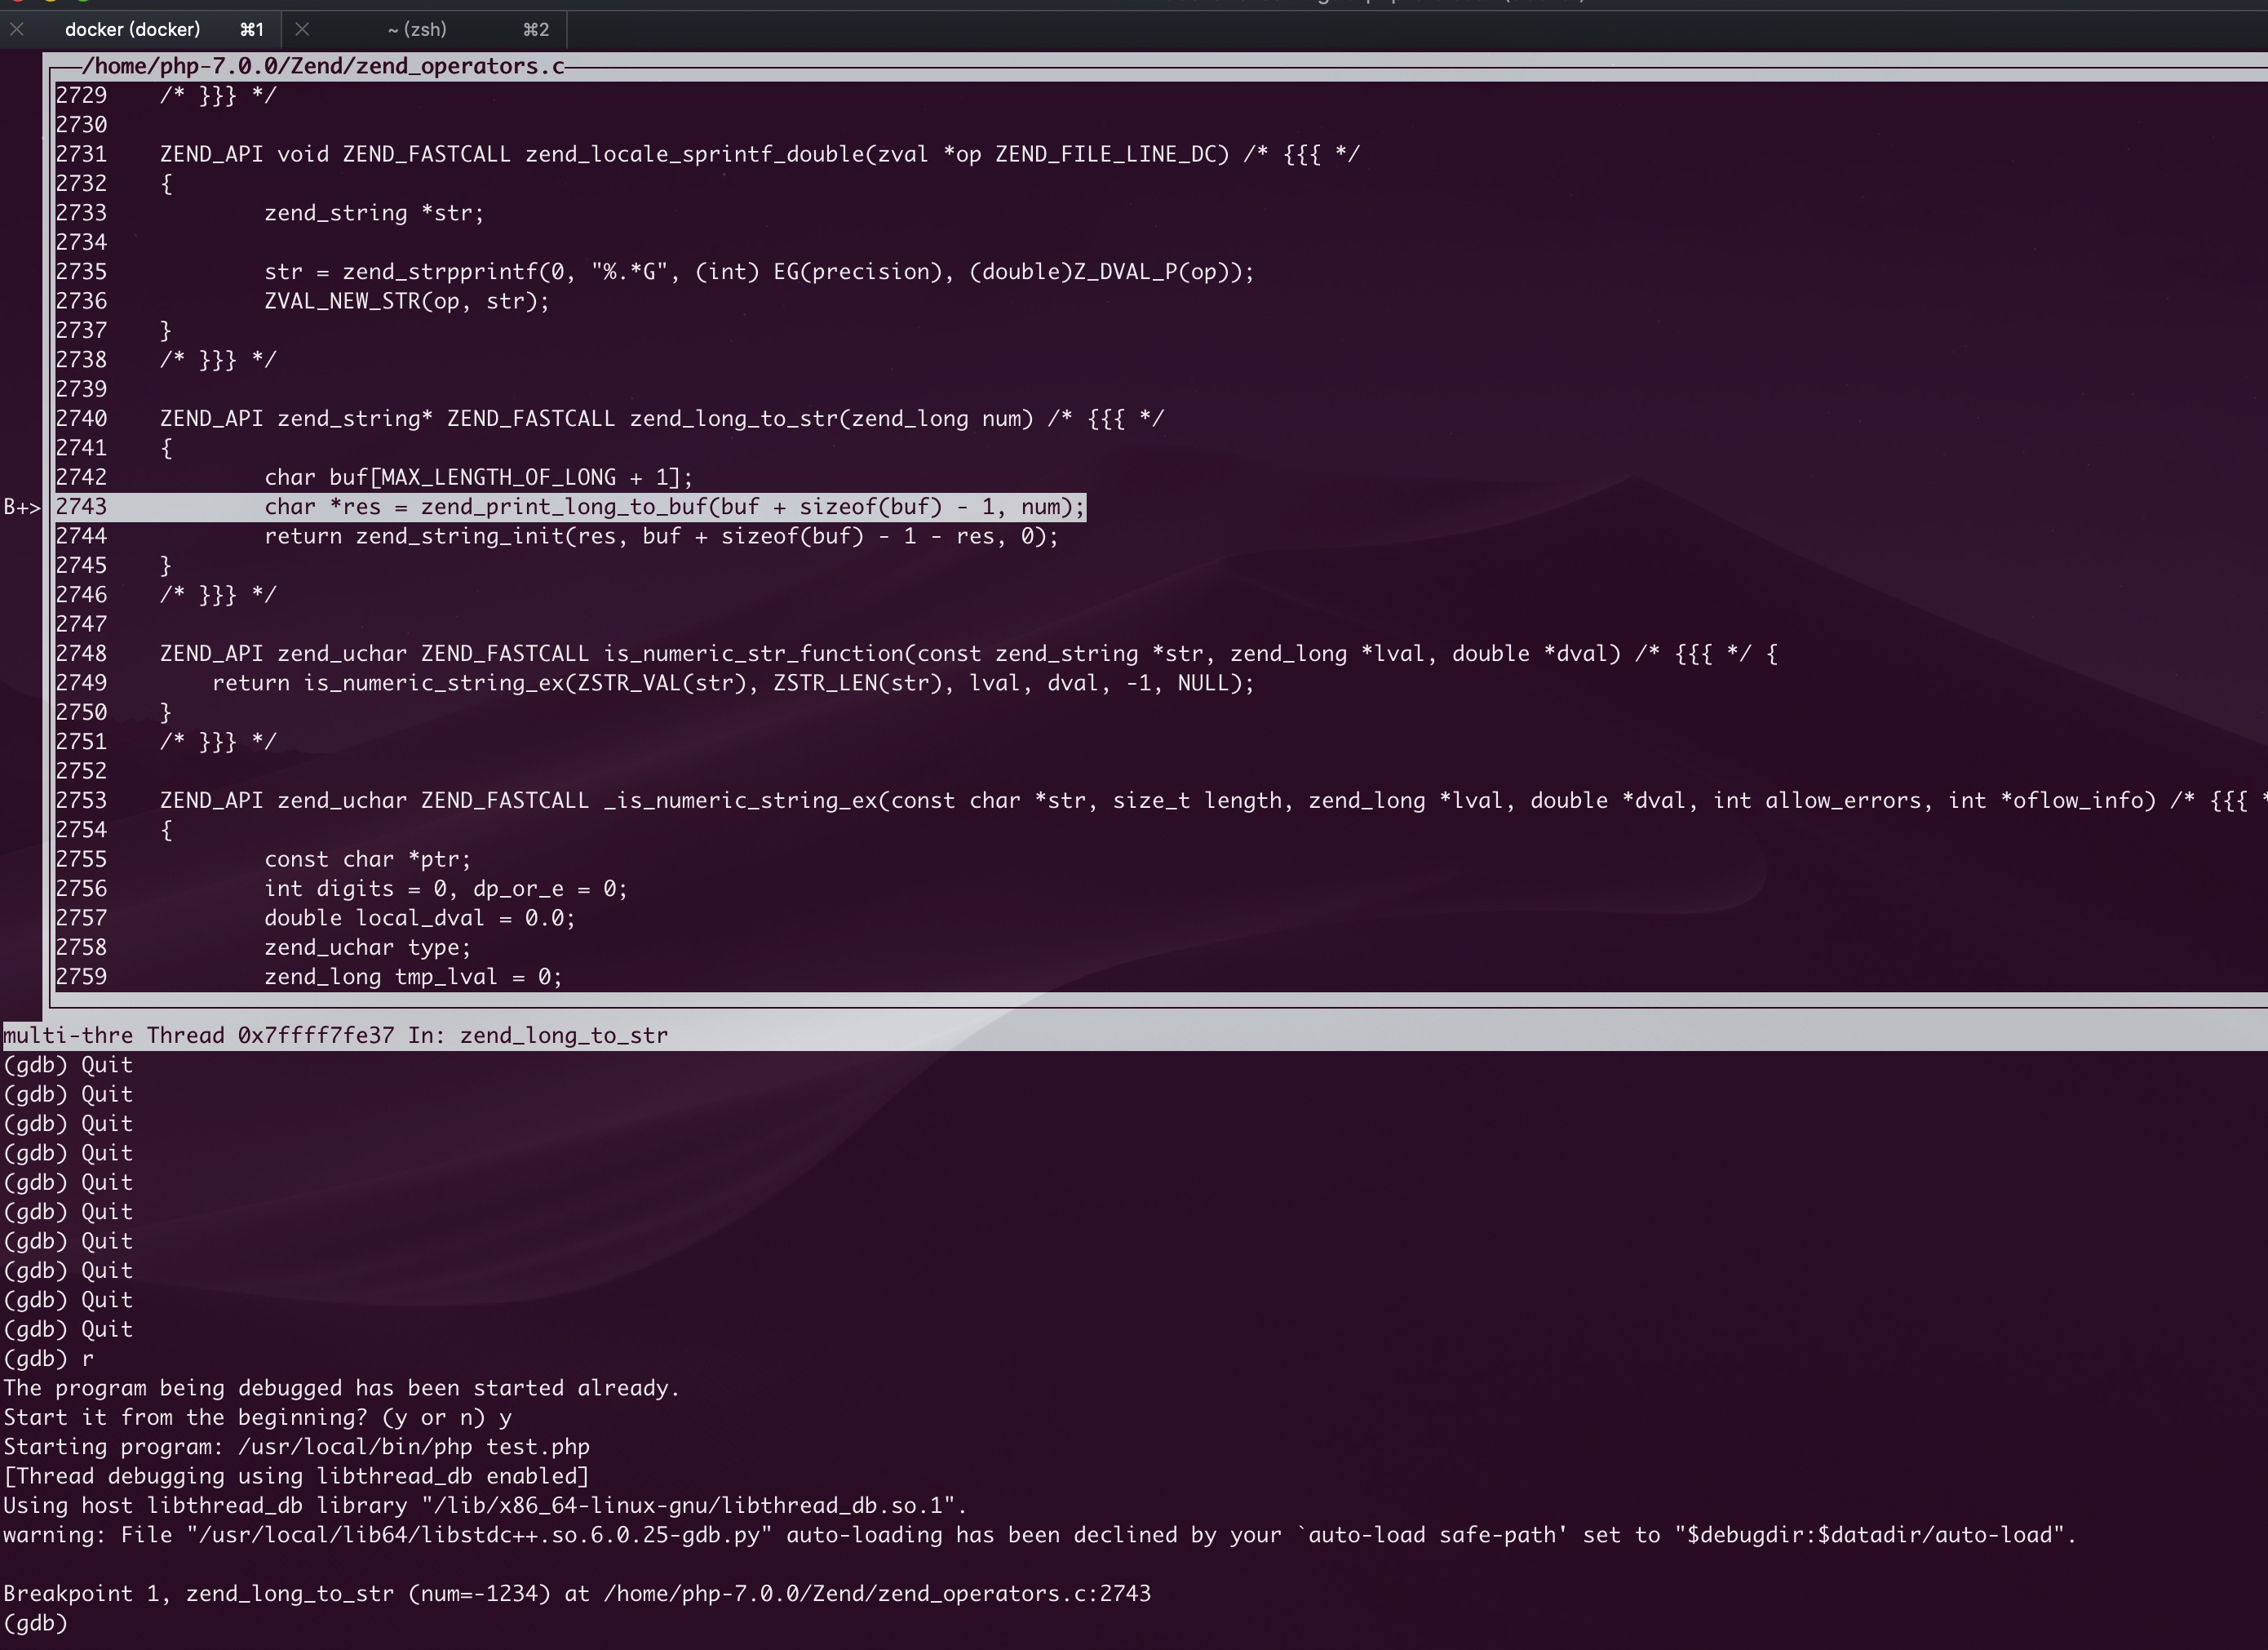 docker (docker) ⌘1 ~ (zsh) ⌘2
/home/php-7.0.0/Zend/zend_operators.c
2729    /* }}} */
2730
2731    ZEND_API void ZEND_FASTCALL zend_locale_sprintf_double(zval *op ZEND_FILE_LINE_DC) /* {{{ */
2732    {
2733            zend_string *str;
2734
2735            str = zend_strpprintf(0, "%.*G", (int) EG(precision), (double)Z_DVAL_P(op));
2736            ZVAL_NEW_STR(op, str);
2737    }
2738    /* }}} */
2739
2740    ZEND_API zend_string* ZEND_FASTCALL zend_long_to_str(zend_long num) /* {{{ */
2741    {
2742            char buf[MAX_LENGTH_OF_LONG + 1];
B+> 2743            char *res = zend_print_long_to_buf(buf + sizeof(buf) - 1, num);
2744            return zend_string_init(res, buf + sizeof(buf) - 1 - res, 0);
2745    }
2746    /* }}} */
2747
2748    ZEND_API zend_uchar ZEND_FASTCALL is_numeric_str_function(const zend_string *str, zend_long *lval, double *dval) /* {{{ */ {
2749        return is_numeric_string_ex(ZSTR_VAL(str), ZSTR_LEN(str), lval, dval, -1, NULL);
2750    }
2751    /* }}} */
2752
2753    ZEND_API zend_uchar ZEND_FASTCALL _is_numeric_string_ex(const char *str, size_t length, zend_long *lval, double *dval, int allow_errors, int *oflow_info) /* {{{ *
2754    {
2755            const char *ptr;
2756            int digits = 0, dp_or_e = 0;
2757            double local_dval = 0.0;
2758            zend_uchar type;
2759            zend_long tmp_lval = 0;
multi-thre Thread 0x7ffff7fe37 In: zend_long_to_str
(gdb) Quit
(gdb) Quit
(gdb) Quit
(gdb) Quit
(gdb) Quit
(gdb) Quit
(gdb) Quit
(gdb) Quit
(gdb) Quit
(gdb) Quit
(gdb) r
The program being debugged has been started already.
Start it from the beginning? (y or n) y
Starting program: /usr/local/bin/php test.php
[Thread debugging using libthread_db enabled]
Using host libthread_db library "/lib/x86_64-linux-gnu/libthread_db.so.1".
warning: File "/usr/local/lib64/libstdc++.so.6.0.25-gdb.py" auto-loading has been declined by your `auto-load safe-path' set to "$debugdir:$datadir/auto-load".

Breakpoint 1, zend_long_to_str (num=-1234) at /home/php-7.0.0/Zend/zend_operators.c:2743
(gdb)